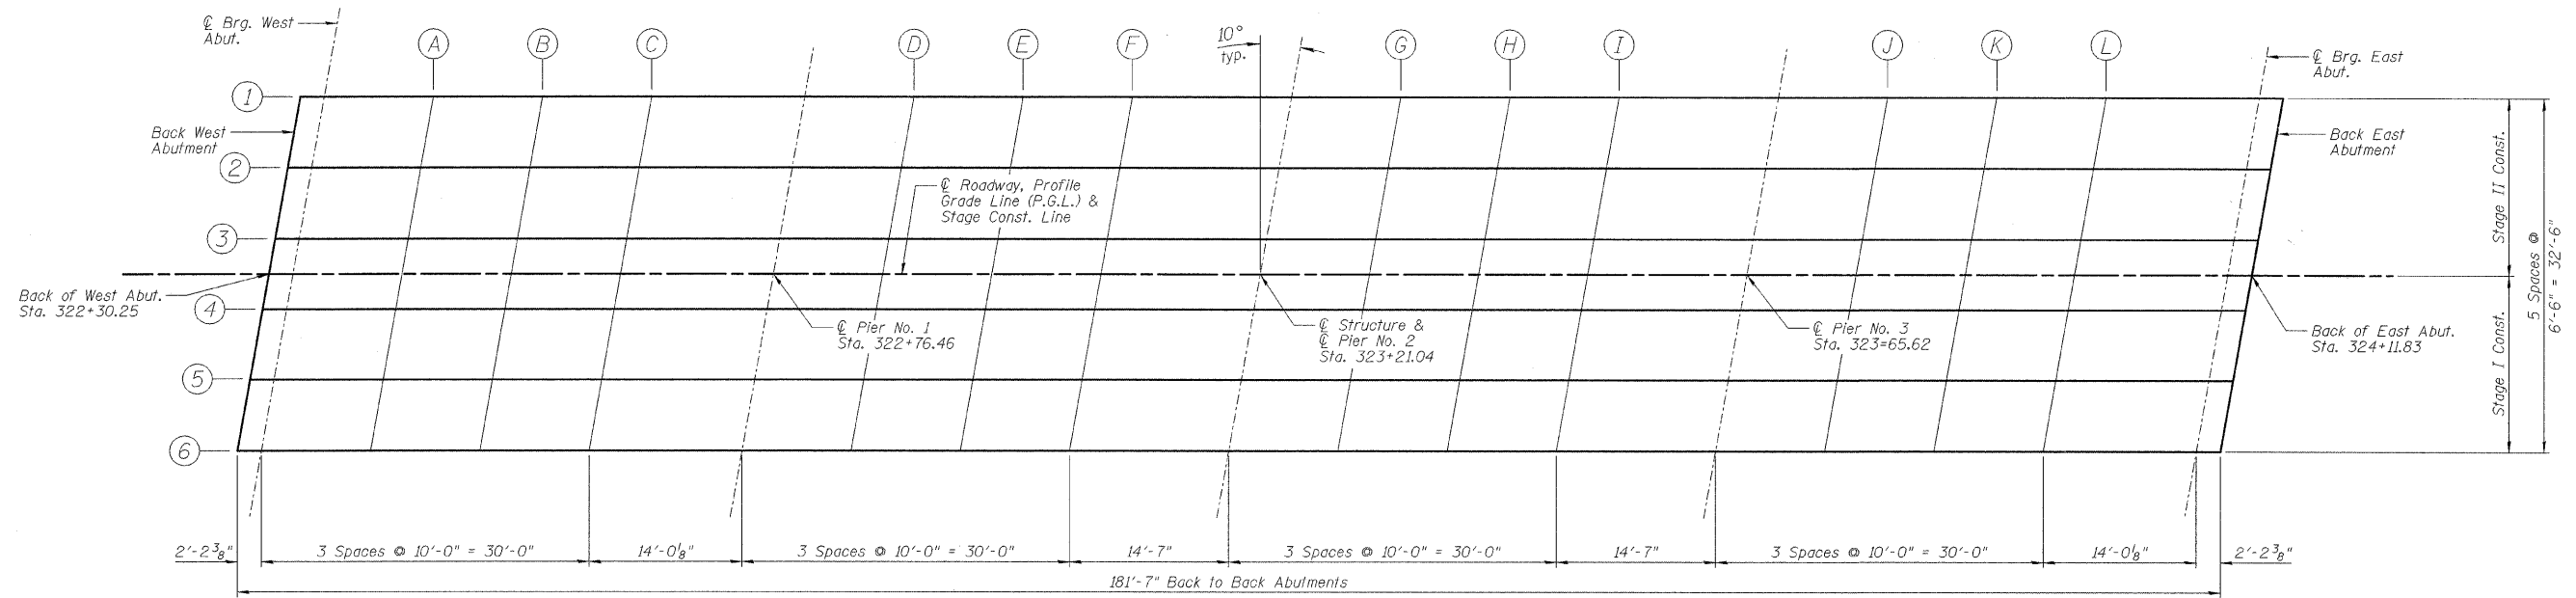 ℄ Brg. West
Abut.
A
B
C
D
E
F
10°
typ.
G
H
I
J
K
L
℄ Brg. East
Abut.
1
Back West
Abutment
2
℄ Roadway, Profile
Grade Line (P.G.L.) &
Stage Const. Line
Back East
Abutment
Stage II Const.
3
5 Spaces @
6'-6" = 32'-6"
Back of West Abut.
Sta. 322+30.25
4
℄ Pier No. 1
Sta. 322+76.46
℄ Structure &
℄ Pier No. 2
Sta. 323+21.04
℄ Pier No. 3
Sta. 323=65.62
Back of East Abut.
Sta. 324+11.83
Stage I Const.
5
6
2'-2⅜"
3 Spaces @ 10'-0" = 30'-0"
14'-0⅛"
3 Spaces @ 10'-0" = 30'-0"
14'-7"
3 Spaces @ 10'-0" = 30'-0"
14'-7"
3 Spaces @ 10'-0" = 30'-0"
14'-0⅛"
2'-2⅜"
181'-7" Back to Back Abutments